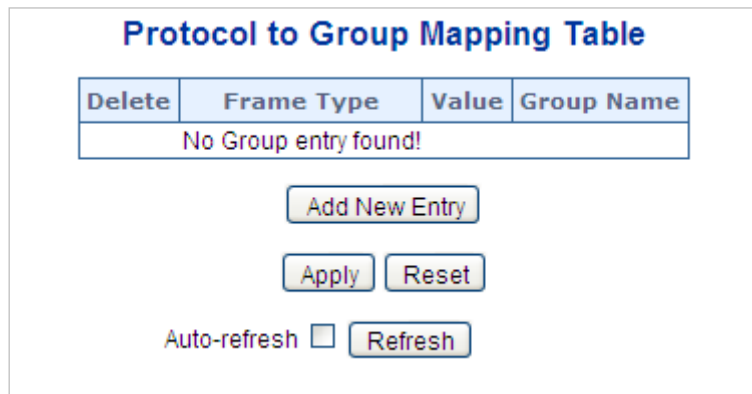 Protocol to Group Mapping Table
Delete Frame Type Value Group Name
No Group entry found!
Add New Entry
Apply Reset
Auto-refresh Refresh